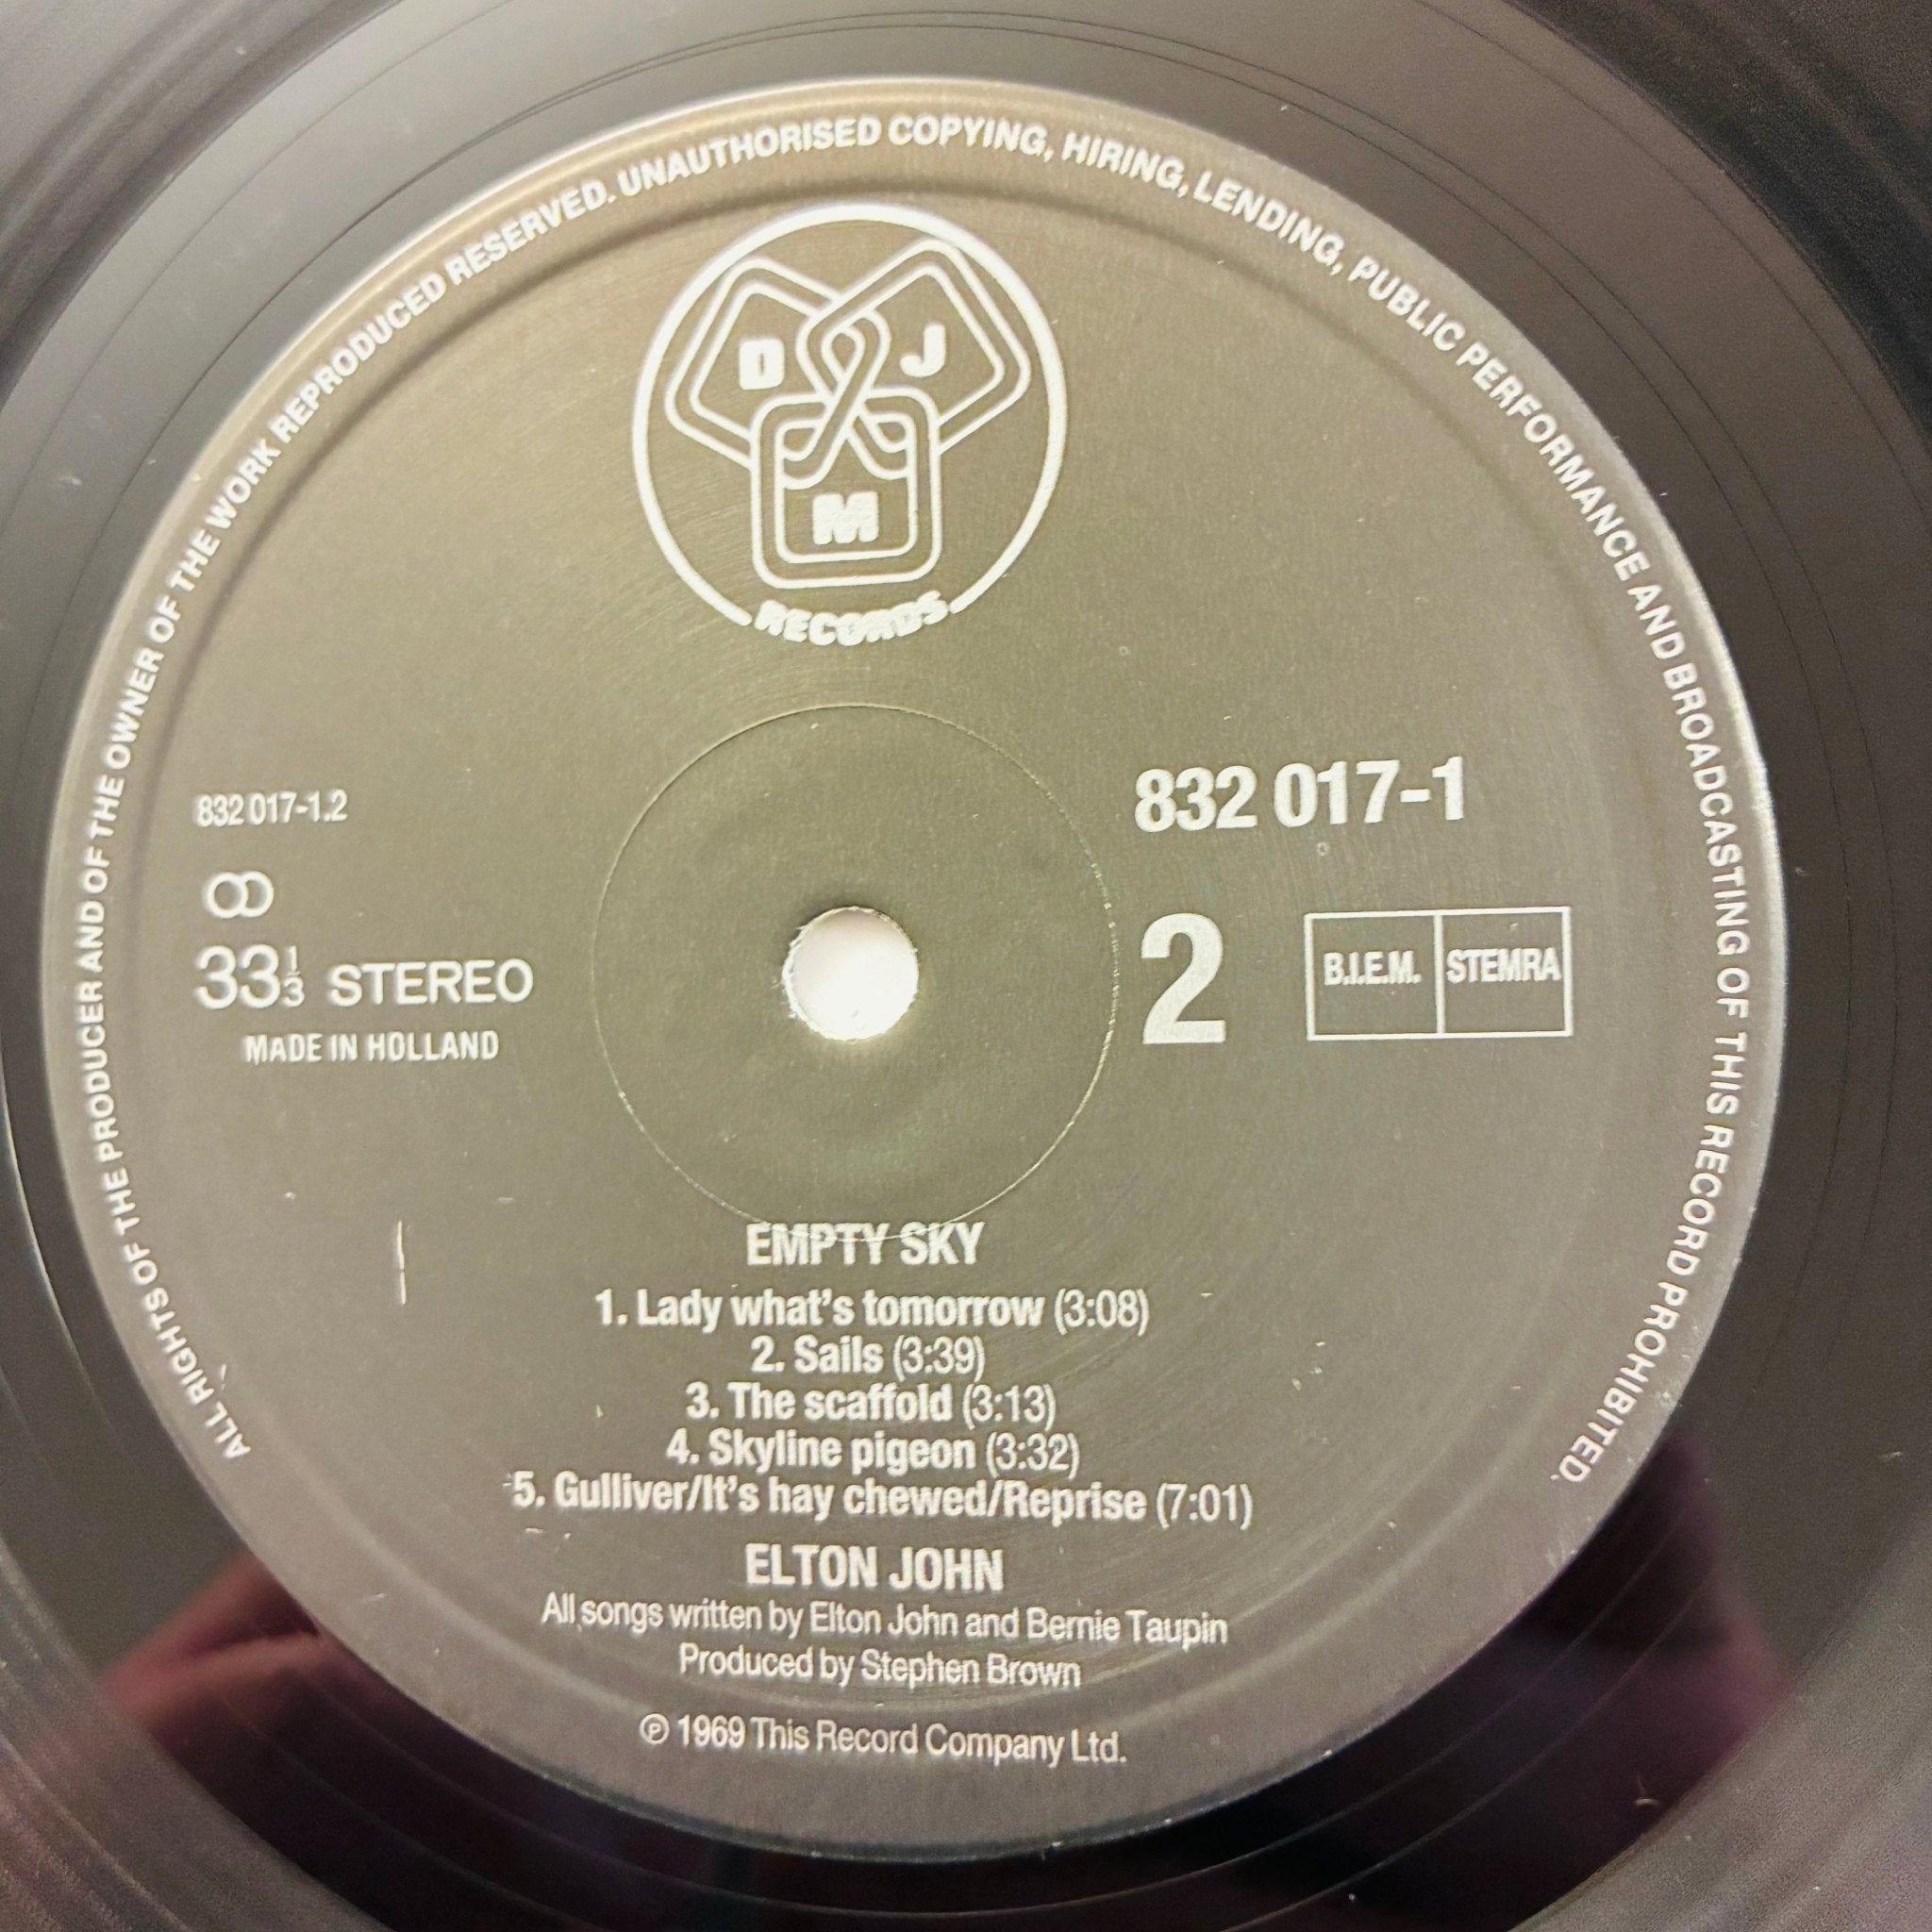 ALL RIGHTS OF THE PRODUCER AND OF THE OWNER OF THE WORK REPRODUCED RESERVED. UNAUTHORISED COPYING, HIRING, LENDING, PUBLIC PERFORMANCE AND BROADCASTING OF THIS RECORD PROHIBITED.
D J
M
RECORDS
832 017-1.2
832 017-1
33⅓ STEREO
MADE IN HOLLAND
2
B.I.E.M. STEMRA
EMPTY SKY
1. Lady what's tomorrow (3:08)
2. Sails (3:39)
3. The scaffold (3:13)
4. Skyline pigeon (3:32)
5. Gulliver/It's hay chewed/Reprise (7:01)
ELTON JOHN
All songs written by Elton John and Bernie Taupin
Produced by Stephen Brown
℗ 1969 This Record Company Ltd.